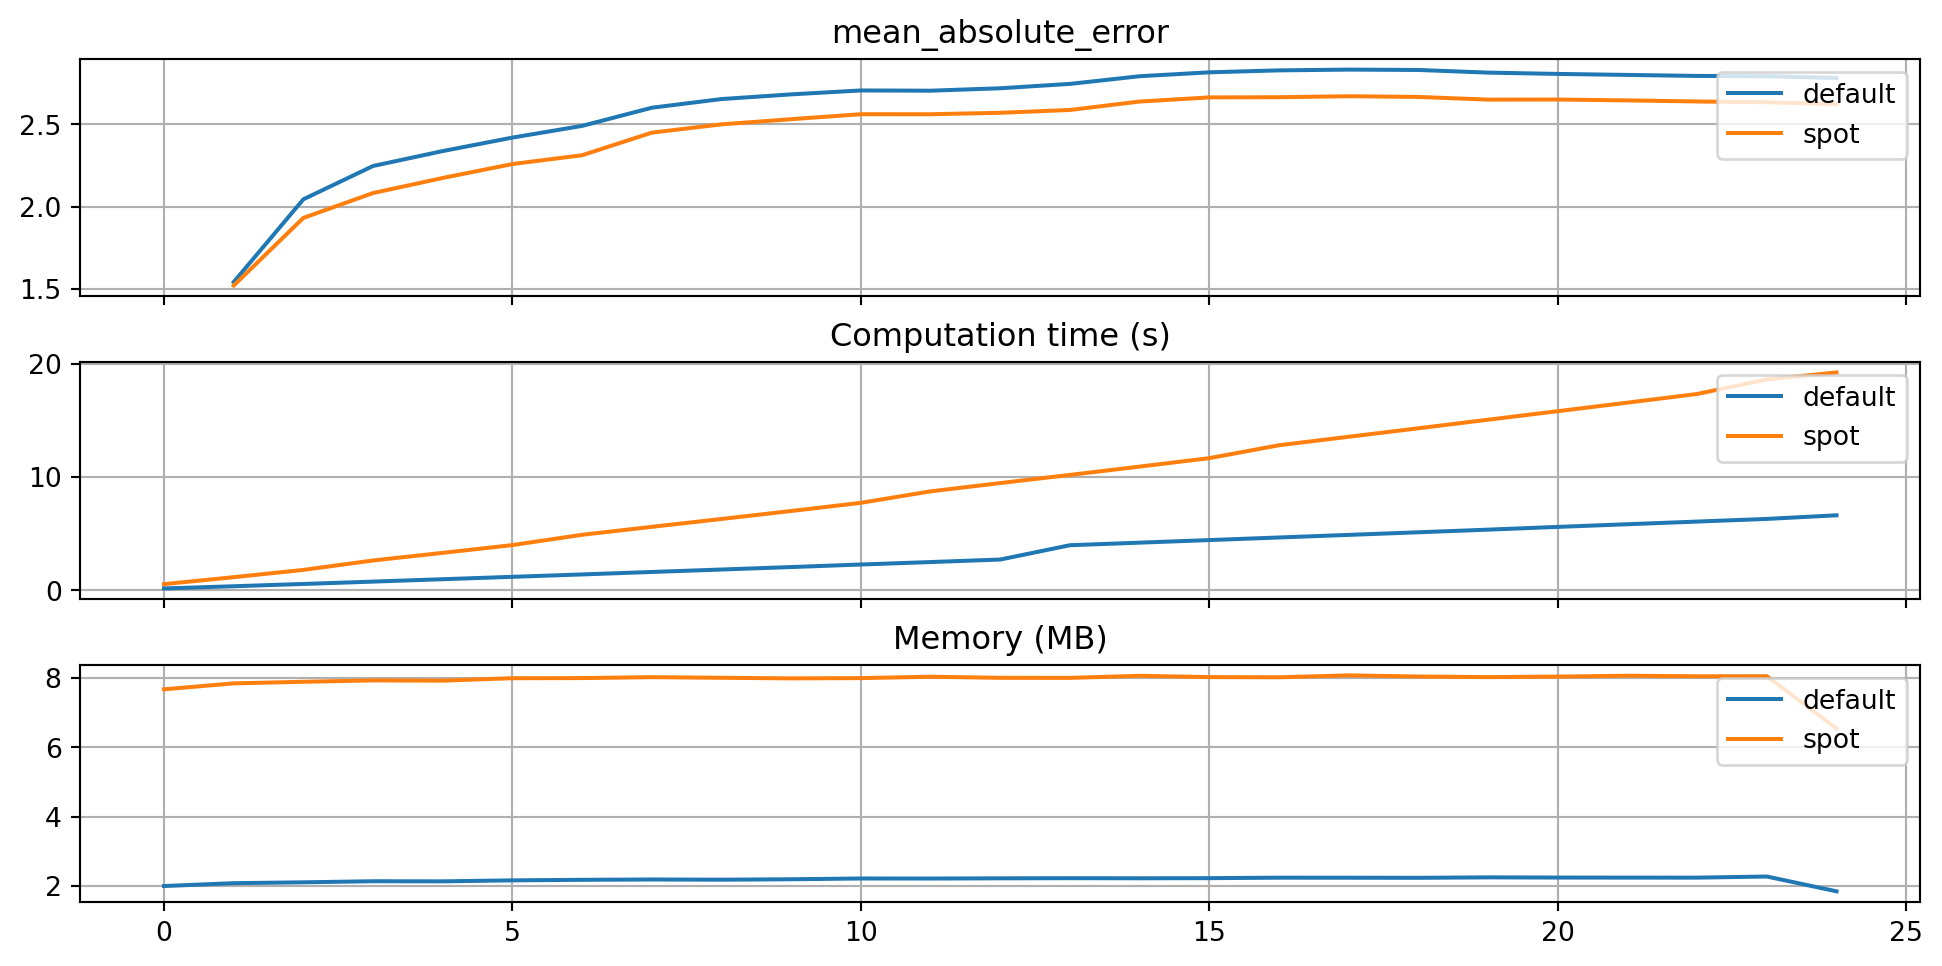 mean_absolute_error
2.5
2.0
1.5
default
spot
Computation time (s)
20
10
0
default
spot
Memory (MB)
8
6
4
2
default
spot
0 5 10 15 20 25